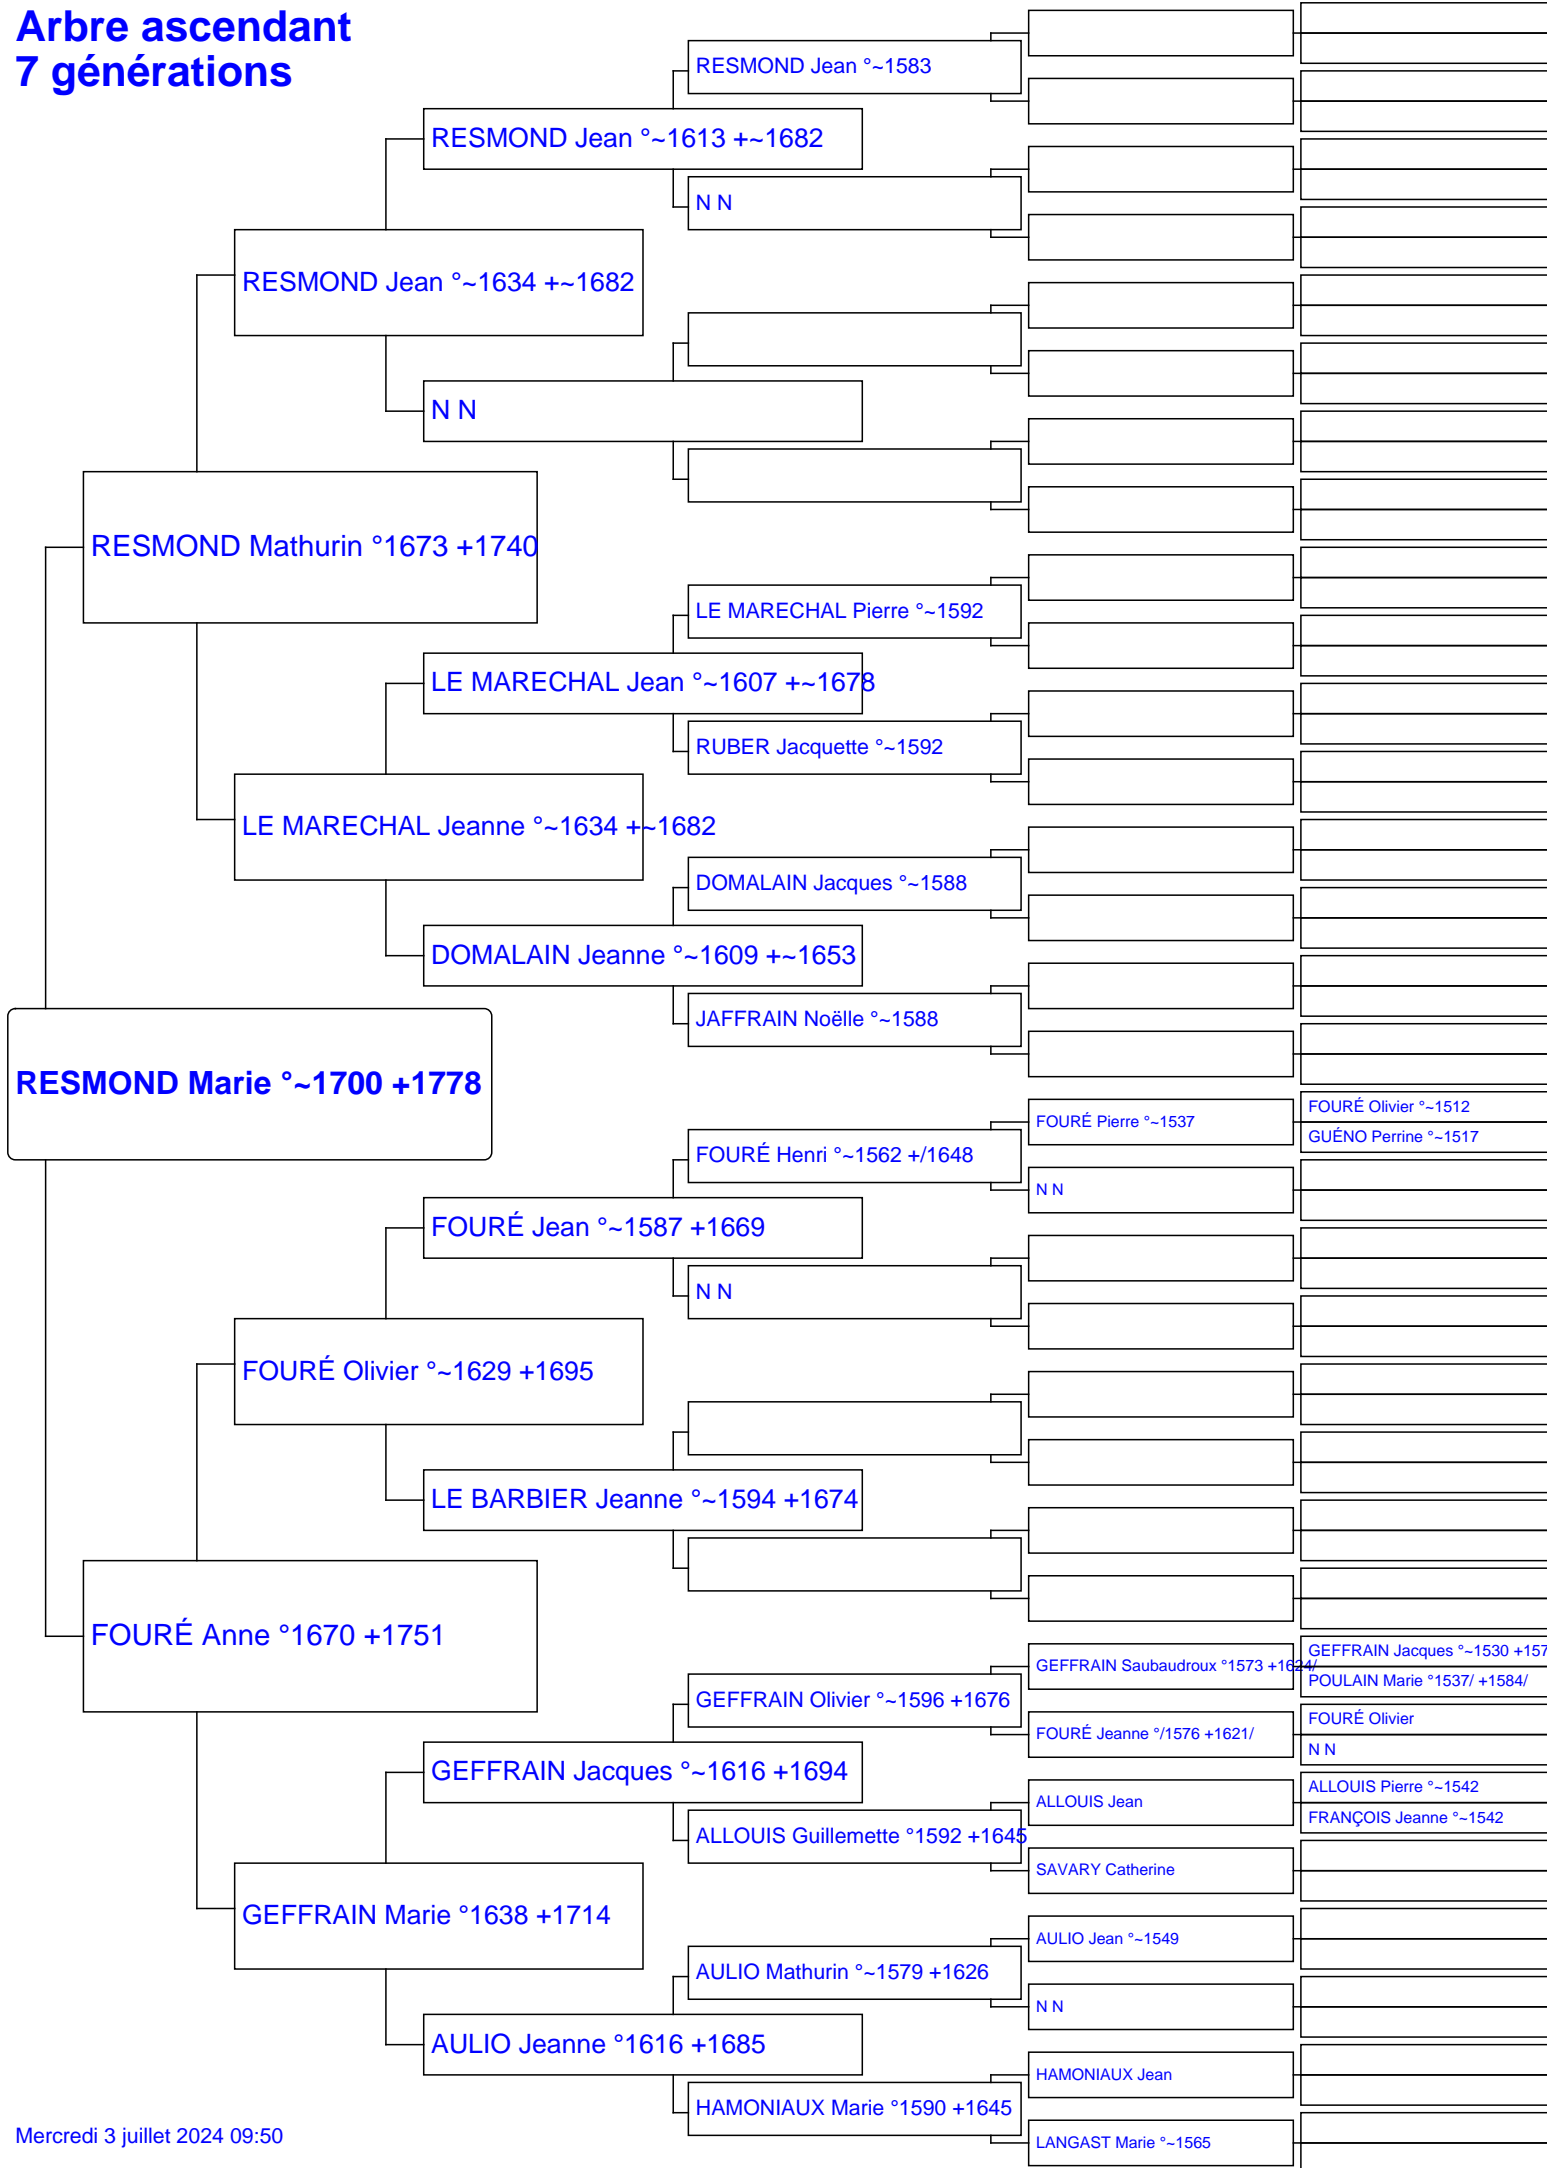 Arbre ascendant
7 générations
RESMOND Jean °~1583
RESMOND Jean °~1613 +~1682
N N
RESMOND Jean °~1634 +~1682
N N
RESMOND Mathurin °1673 +1740
LE MARECHAL Pierre °~1592
LE MARECHAL Jean °~1607 +~1678
RUBER Jacquette °~1592
LE MARECHAL Jeanne °~1634 +~1682
DOMALAIN Jacques °~1588
DOMALAIN Jeanne °~1609 +~1653
JAFFRAIN Noëlle °~1588
RESMOND Marie °~1700 +1778
FOURÉ Olivier °~1512
FOURÉ Pierre °~1537
GUÉNO Perrine °~1517
FOURÉ Henri °~1562 +/1648
N N
FOURÉ Jean °~1587 +1669
N N
FOURÉ Olivier °~1629 +1695
LE BARBIER Jeanne °~1594 +1674
FOURÉ Anne °1670 +1751
GEFFRAIN Jacques °~1530 +157
GEFFRAIN Saubaudroux °1573 +1624/
POULAIN Marie °1537/ +1584/
GEFFRAIN Olivier °~1596 +1676
FOURÉ Olivier
FOURÉ Jeanne °/1576 +1621/
N N
GEFFRAIN Jacques °~1616 +1694
ALLOUIS Pierre °~1542
ALLOUIS Jean
FRANÇOIS Jeanne °~1542
ALLOUIS Guillemette °1592 +1645
SAVARY Catherine
GEFFRAIN Marie °1638 +1714
AULIO Jean °~1549
AULIO Mathurin °~1579 +1626
N N
AULIO Jeanne °1616 +1685
HAMONIAUX Jean
HAMONIAUX Marie °1590 +1645
LANGAST Marie °~1565
Mercredi 3 juillet 2024 09:50